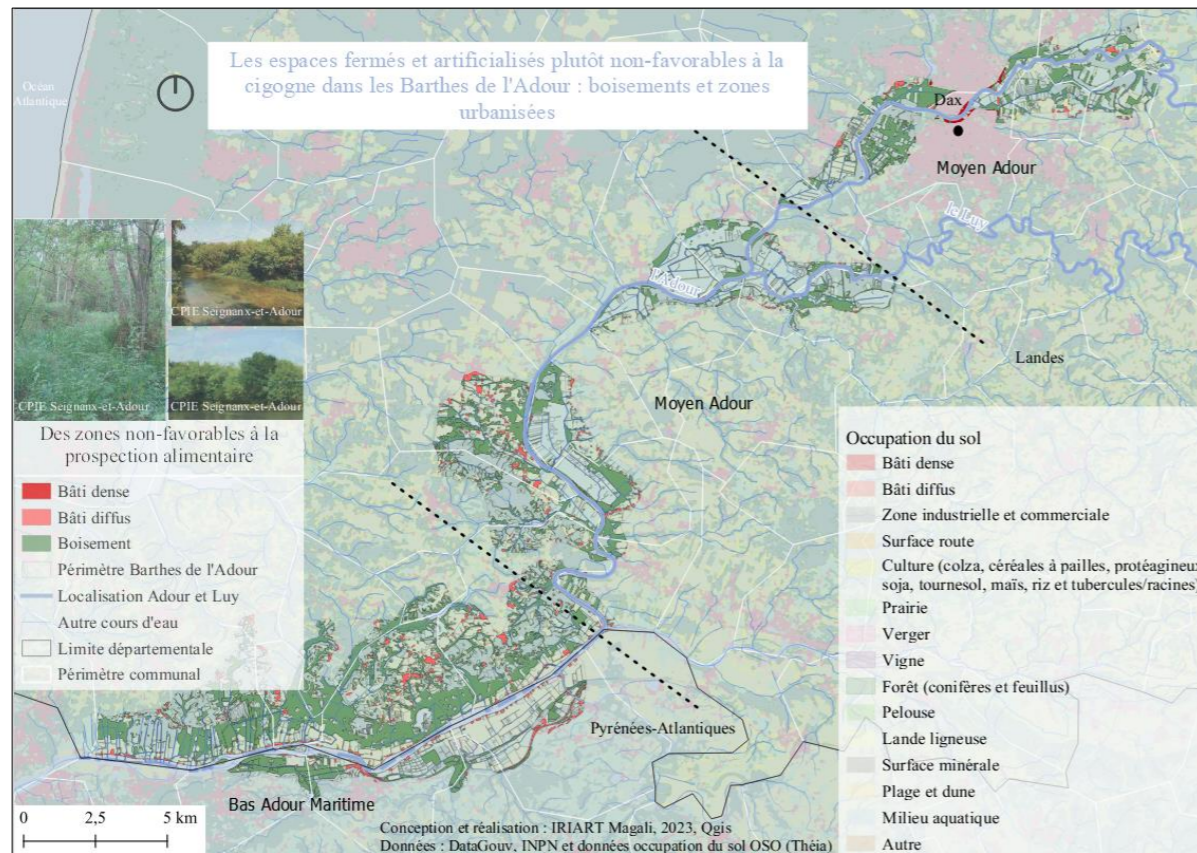 Les espaces fermés et artificialisés plutôt non-favorables à la
cigogne dans les Barthes de l'Adour : boisements et zones
urbanisées
Océan
Atlantique
Dax
Moyen Adour
le Luy
l'Adour
Landes
Moyen Adour
Pyrénées-Atlantiques
Bas Adour Maritime
CPIE Seignanx-et-Adour
CPIE Seignanx-et-Adour
CPIE Seignanx-et-Adour
Des zones non-favorables à la
prospection alimentaire
Bâti dense
Bâti diffus
Boisement
Périmètre Barthes de l'Adour
Localisation Adour et Luy
Autre cours d'eau
Limite départementale
Périmètre communal
Occupation du sol
Bâti dense
Bâti diffus
Zone industrielle et commerciale
Surface route
Culture (colza, céréales à pailles, protéagineux
soja, tournesol, maïs, riz et tubercules/racines)
Prairie
Verger
Vigne
Forêt (conifères et feuillus)
Pelouse
Lande ligneuse
Surface minérale
Plage et dune
Milieu aquatique
Autre
0 2,5 5 km
Conception et réalisation : IRIART Magali, 2023, Qgis
Données : DataGouv, INPN et données occupation du sol OSO (Théia)